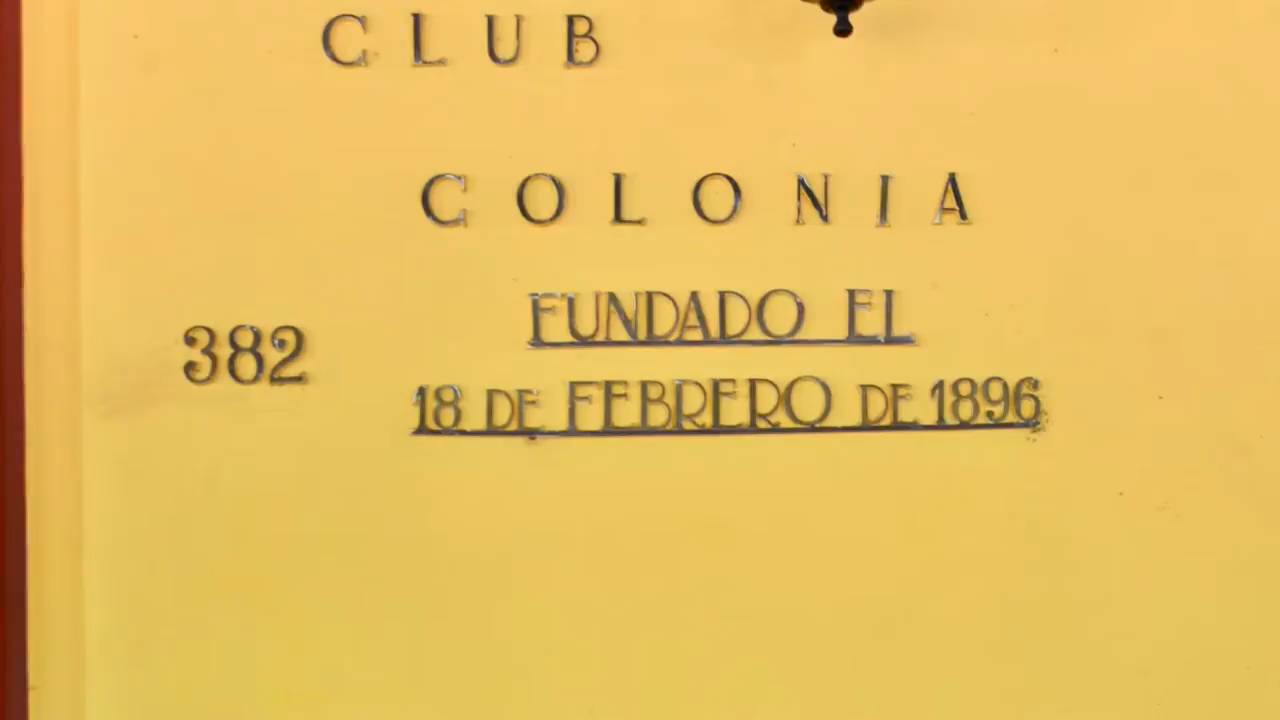 CLUB
COLONIA
FUNDADO EL
382
18 DE FEBRERO DE 1896